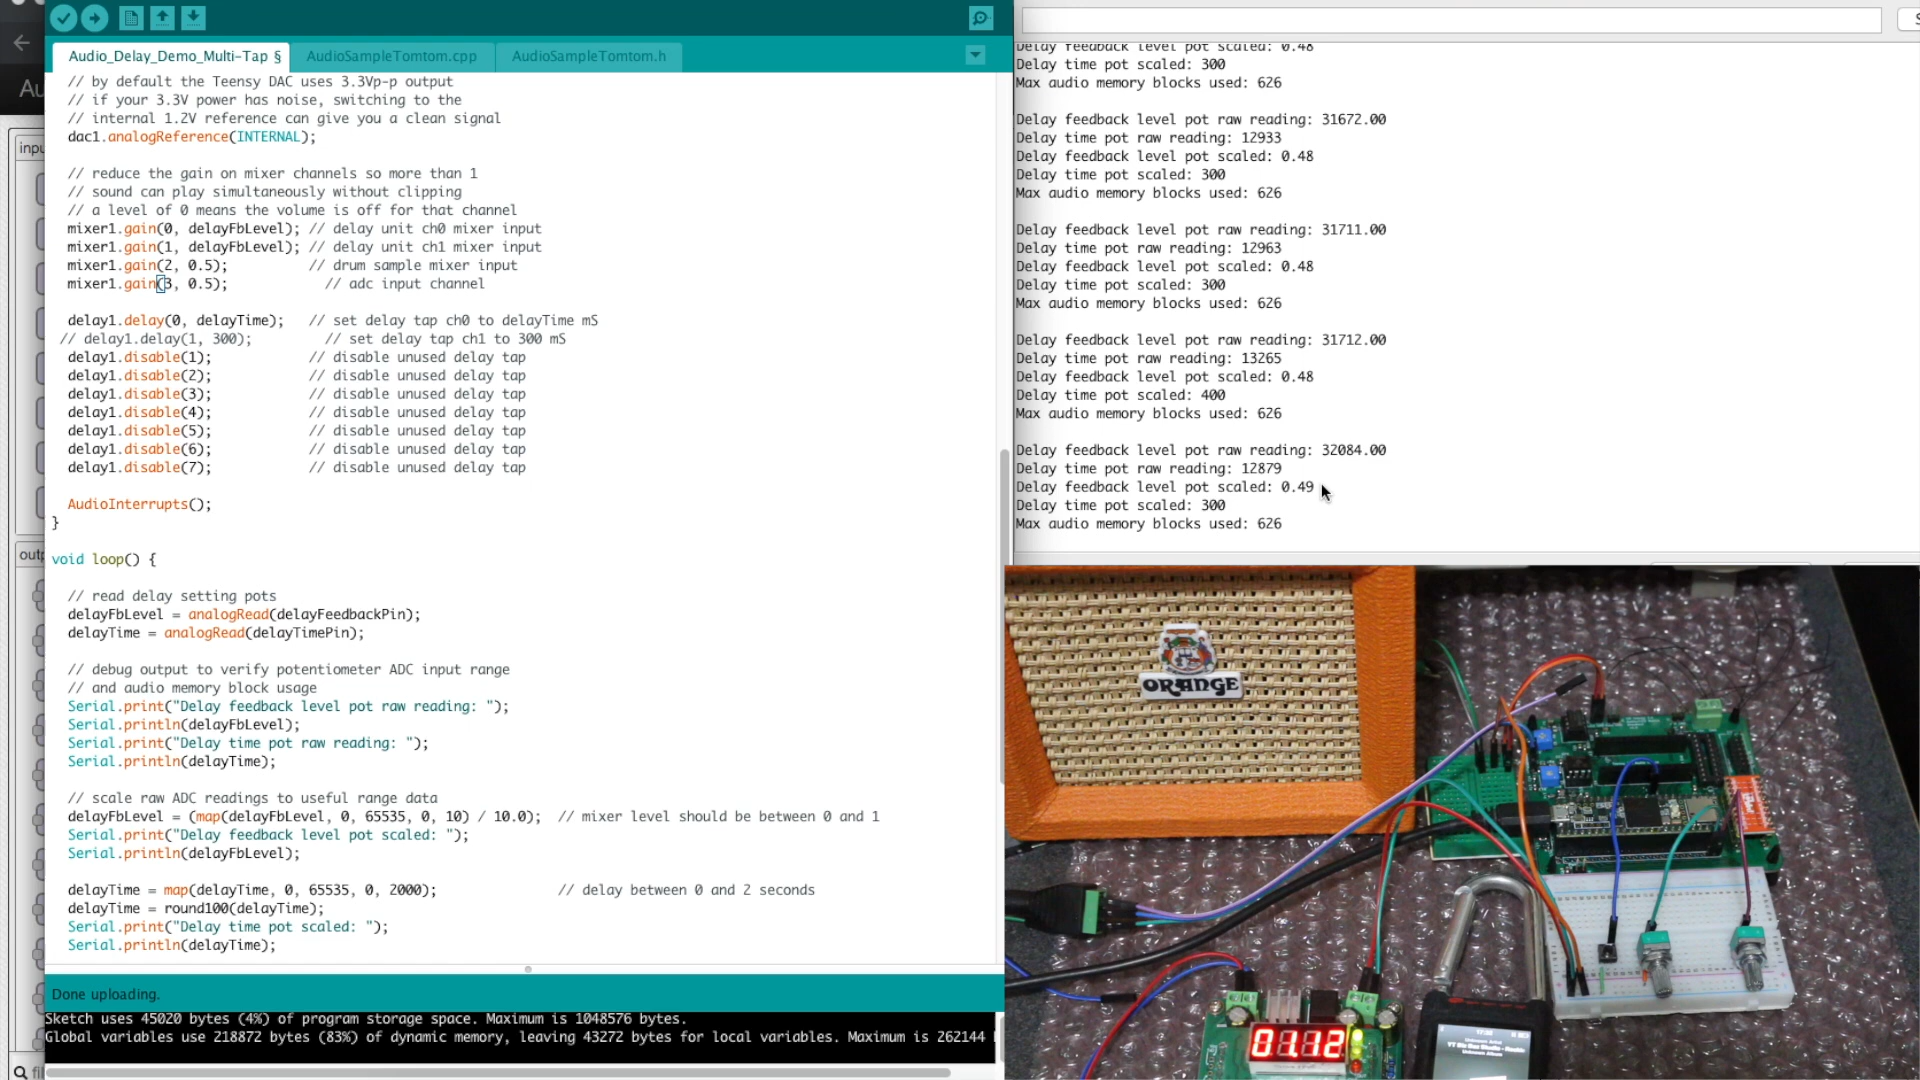 Audio_Delay_Demo_Multi-Tap §
AudioSampleTomtom.cpp
AudioSampleTomtom.h
// by default the Teensy DAC uses 3.3Vp-p output
// if your 3.3V power has noise, switching to the
// internal 1.2V reference can give you a clean signal
dac1.analogReference(INTERNAL);
// reduce the gain on mixer channels so more than 1
// sound can play simultaneously without clipping
// a level of 0 means the volume is off for that channel
mixer1.gain(0, delayFbLevel); // delay unit ch0 mixer input
mixer1.gain(1, delayFbLevel); // delay unit ch1 mixer input
mixer1.gain(2, 0.5); // drum sample mixer input
mixer1.gain(3, 0.5); // adc input channel
delay1.delay(0, delayTime); // set delay tap ch0 to delayTime mS
// delay1.delay(1, 300); // set delay tap ch1 to 300 mS
delay1.disable(1); // disable unused delay tap
delay1.disable(2); // disable unused delay tap
delay1.disable(3); // disable unused delay tap
delay1.disable(4); // disable unused delay tap
delay1.disable(5); // disable unused delay tap
delay1.disable(6); // disable unused delay tap
delay1.disable(7); // disable unused delay tap
AudioInterrupts();
}
void loop() {
// read delay setting pots
delayFbLevel = analogRead(delayFeedbackPin);
delayTime = analogRead(delayTimePin);
// debug output to verify potentiometer ADC input range
// and audio memory block usage
Serial.print("Delay feedback level pot raw reading: ");
Serial.println(delayFbLevel);
Serial.print("Delay time pot raw reading: ");
Serial.println(delayTime);
// scale raw ADC readings to useful range data
delayFbLevel = (map(delayFbLevel, 0, 65535, 0, 10) / 10.0); // mixer level should be between 0 and 1
Serial.print("Delay feedback level pot scaled: ");
Serial.println(delayFbLevel);
delayTime = map(delayTime, 0, 65535, 0, 2000); // delay between 0 and 2 seconds
delayTime = round100(delayTime);
Serial.print("Delay time pot scaled: ");
Serial.println(delayTime);
Done uploading.
Sketch uses 45020 bytes (4%) of program storage space. Maximum is 1048576 bytes.
Global variables use 218872 bytes (83%) of dynamic memory, leaving 43272 bytes for local variables. Maximum is 262144
Delay feedback level pot scaled: 0.48
Delay time pot scaled: 300
Max audio memory blocks used: 626
Delay feedback level pot raw reading: 31672.00
Delay time pot raw reading: 12933
Delay feedback level pot scaled: 0.48
Delay time pot scaled: 300
Max audio memory blocks used: 626
Delay feedback level pot raw reading: 31711.00
Delay time pot raw reading: 12963
Delay feedback level pot scaled: 0.48
Delay time pot scaled: 300
Max audio memory blocks used: 626
Delay feedback level pot raw reading: 31712.00
Delay time pot raw reading: 13265
Delay feedback level pot scaled: 0.48
Delay time pot scaled: 400
Max audio memory blocks used: 626
Delay feedback level pot raw reading: 32084.00
Delay time pot raw reading: 12879
Delay feedback level pot scaled: 0.49
Delay time pot scaled: 300
Max audio memory blocks used: 626
ORANGE
01.12
Au
inpu
outp
fil